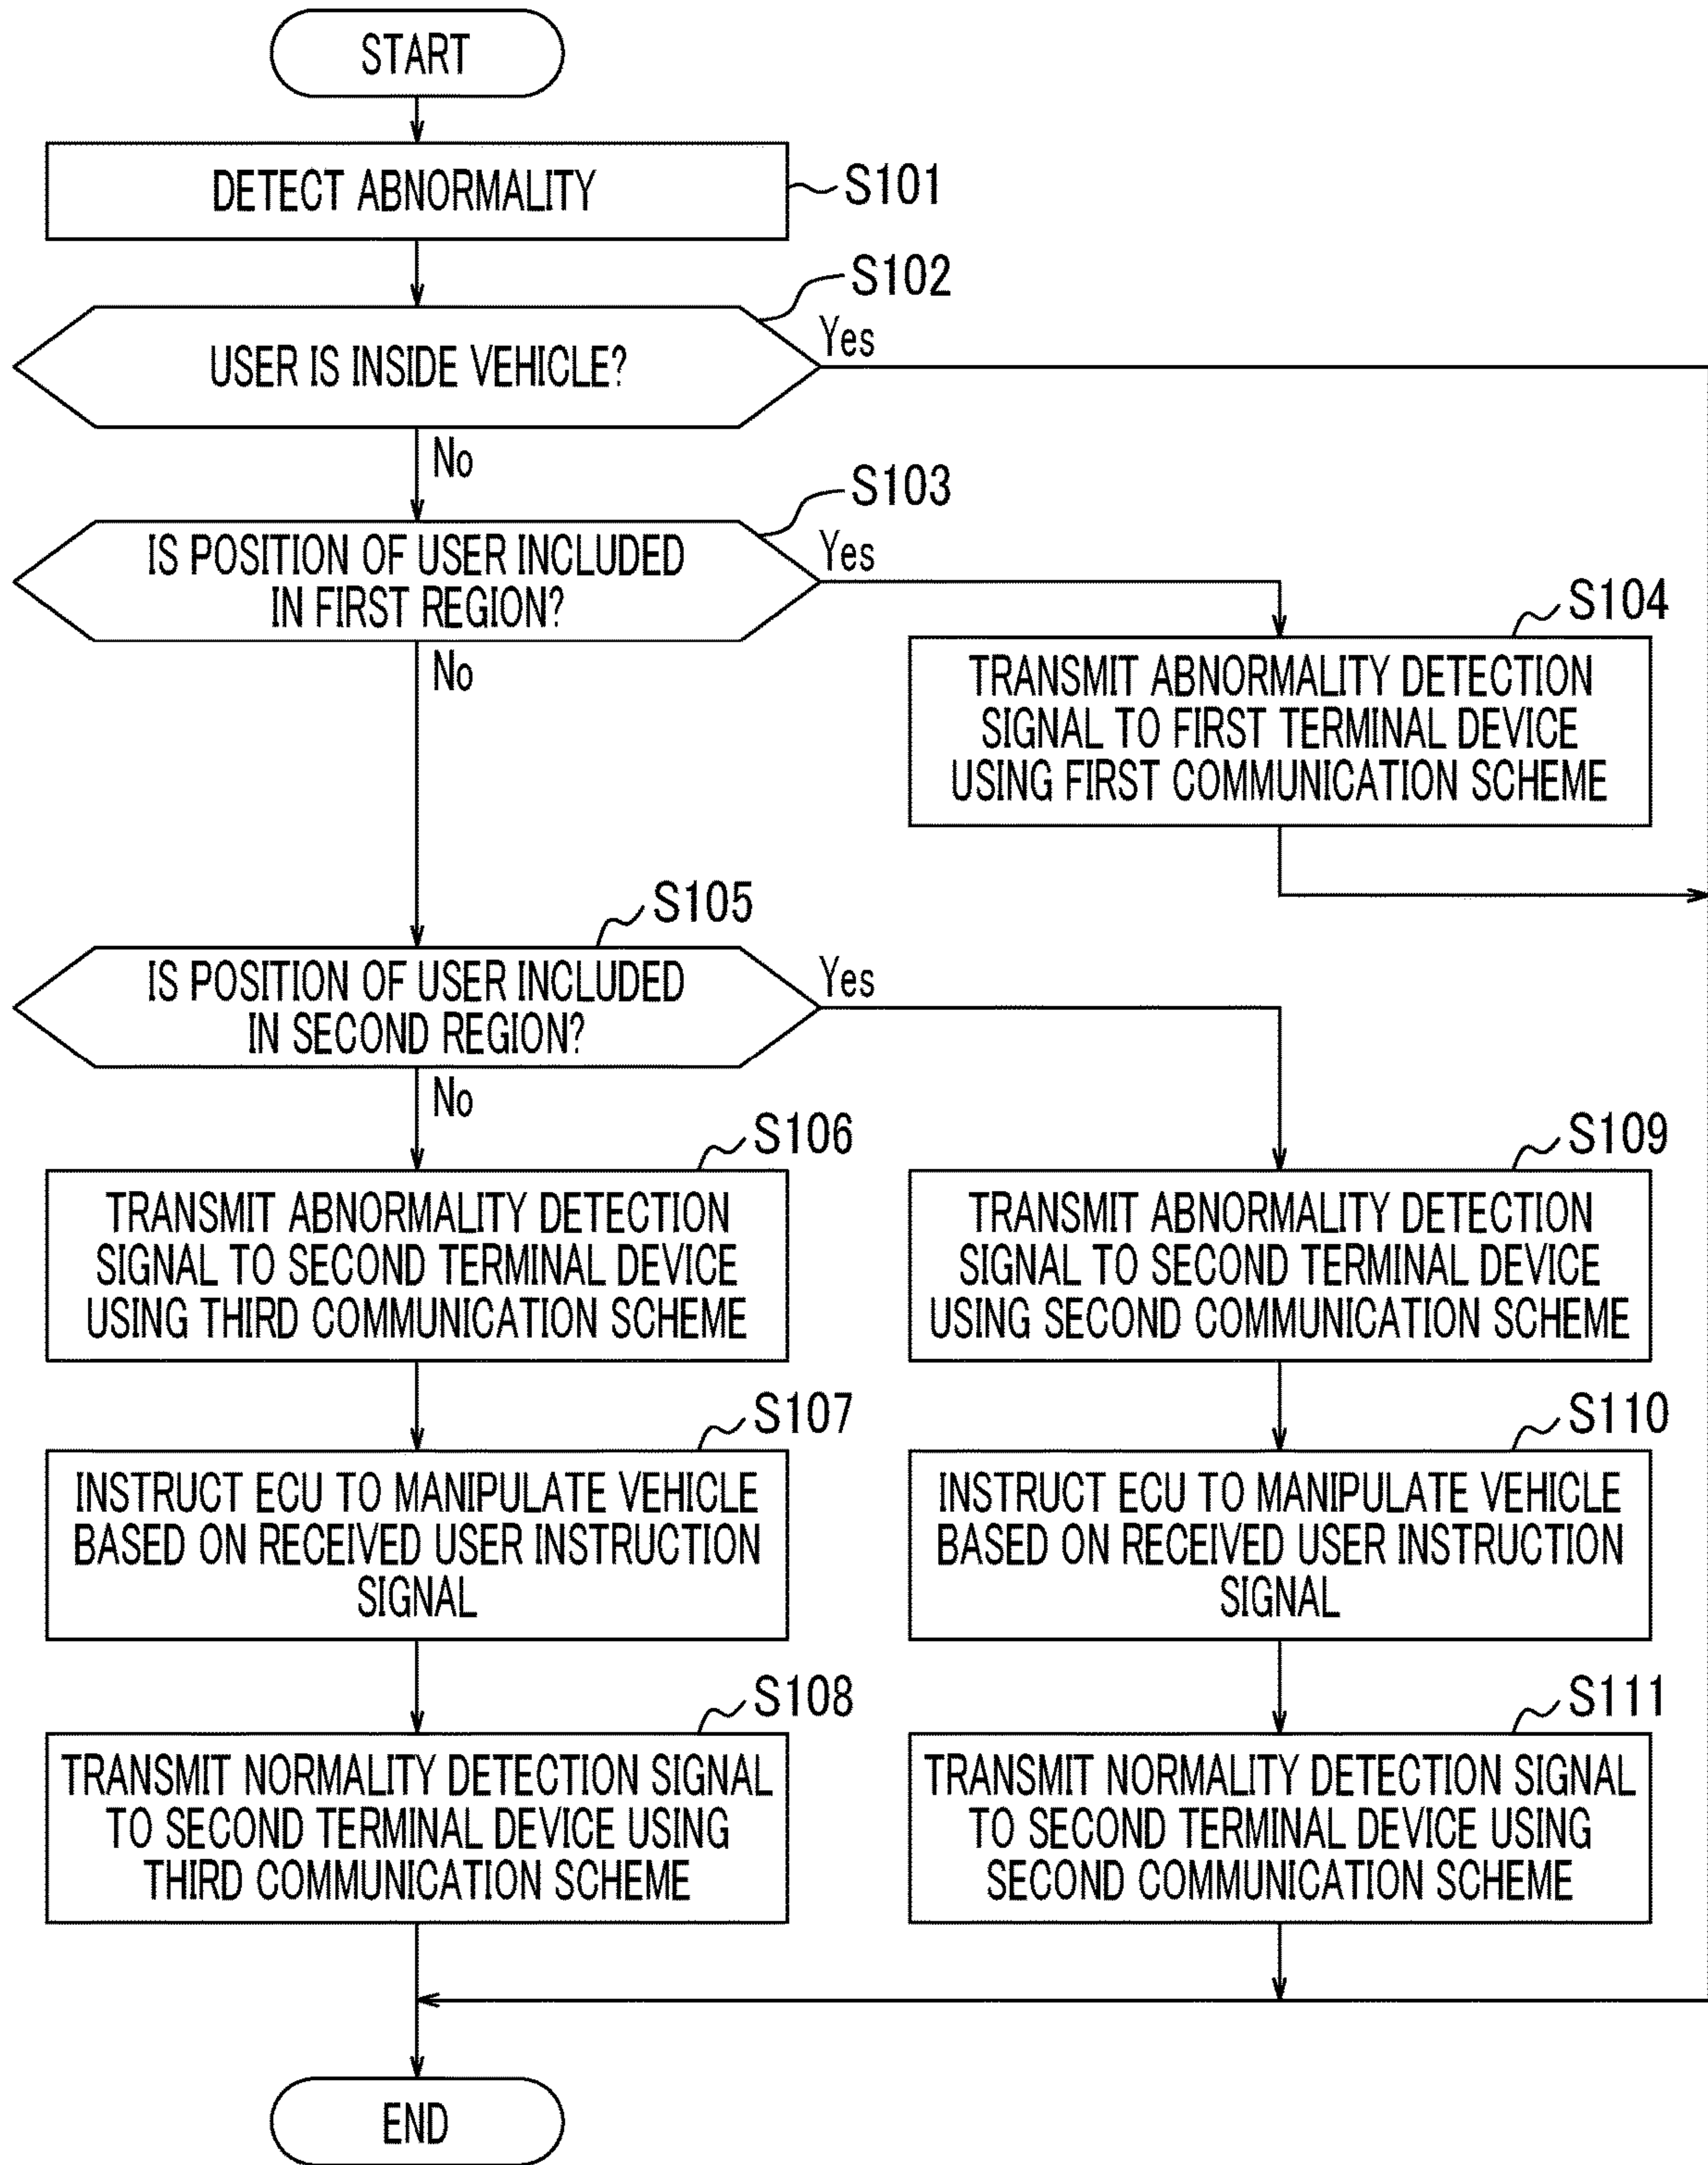 START
DETECT ABNORMALITY
S101
S102
USER IS INSIDE VEHICLE?
Yes
No
S103
IS POSITION OF USER INCLUDED
IN FIRST REGION?
Yes
No
S104
TRANSMIT ABNORMALITY DETECTION
SIGNAL TO FIRST TERMINAL DEVICE
USING FIRST COMMUNICATION SCHEME
S105
IS POSITION OF USER INCLUDED
IN SECOND REGION?
Yes
No
S106
TRANSMIT ABNORMALITY DETECTION
SIGNAL TO SECOND TERMINAL DEVICE
USING THIRD COMMUNICATION SCHEME
S109
TRANSMIT ABNORMALITY DETECTION
SIGNAL TO SECOND TERMINAL DEVICE
USING SECOND COMMUNICATION SCHEME
S107
INSTRUCT ECU TO MANIPULATE VEHICLE
BASED ON RECEIVED USER INSTRUCTION
SIGNAL
S110
INSTRUCT ECU TO MANIPULATE VEHICLE
BASED ON RECEIVED USER INSTRUCTION
SIGNAL
S108
TRANSMIT NORMALITY DETECTION SIGNAL
TO SECOND TERMINAL DEVICE USING
THIRD COMMUNICATION SCHEME
S111
TRANSMIT NORMALITY DETECTION SIGNAL
TO SECOND TERMINAL DEVICE USING
SECOND COMMUNICATION SCHEME
END